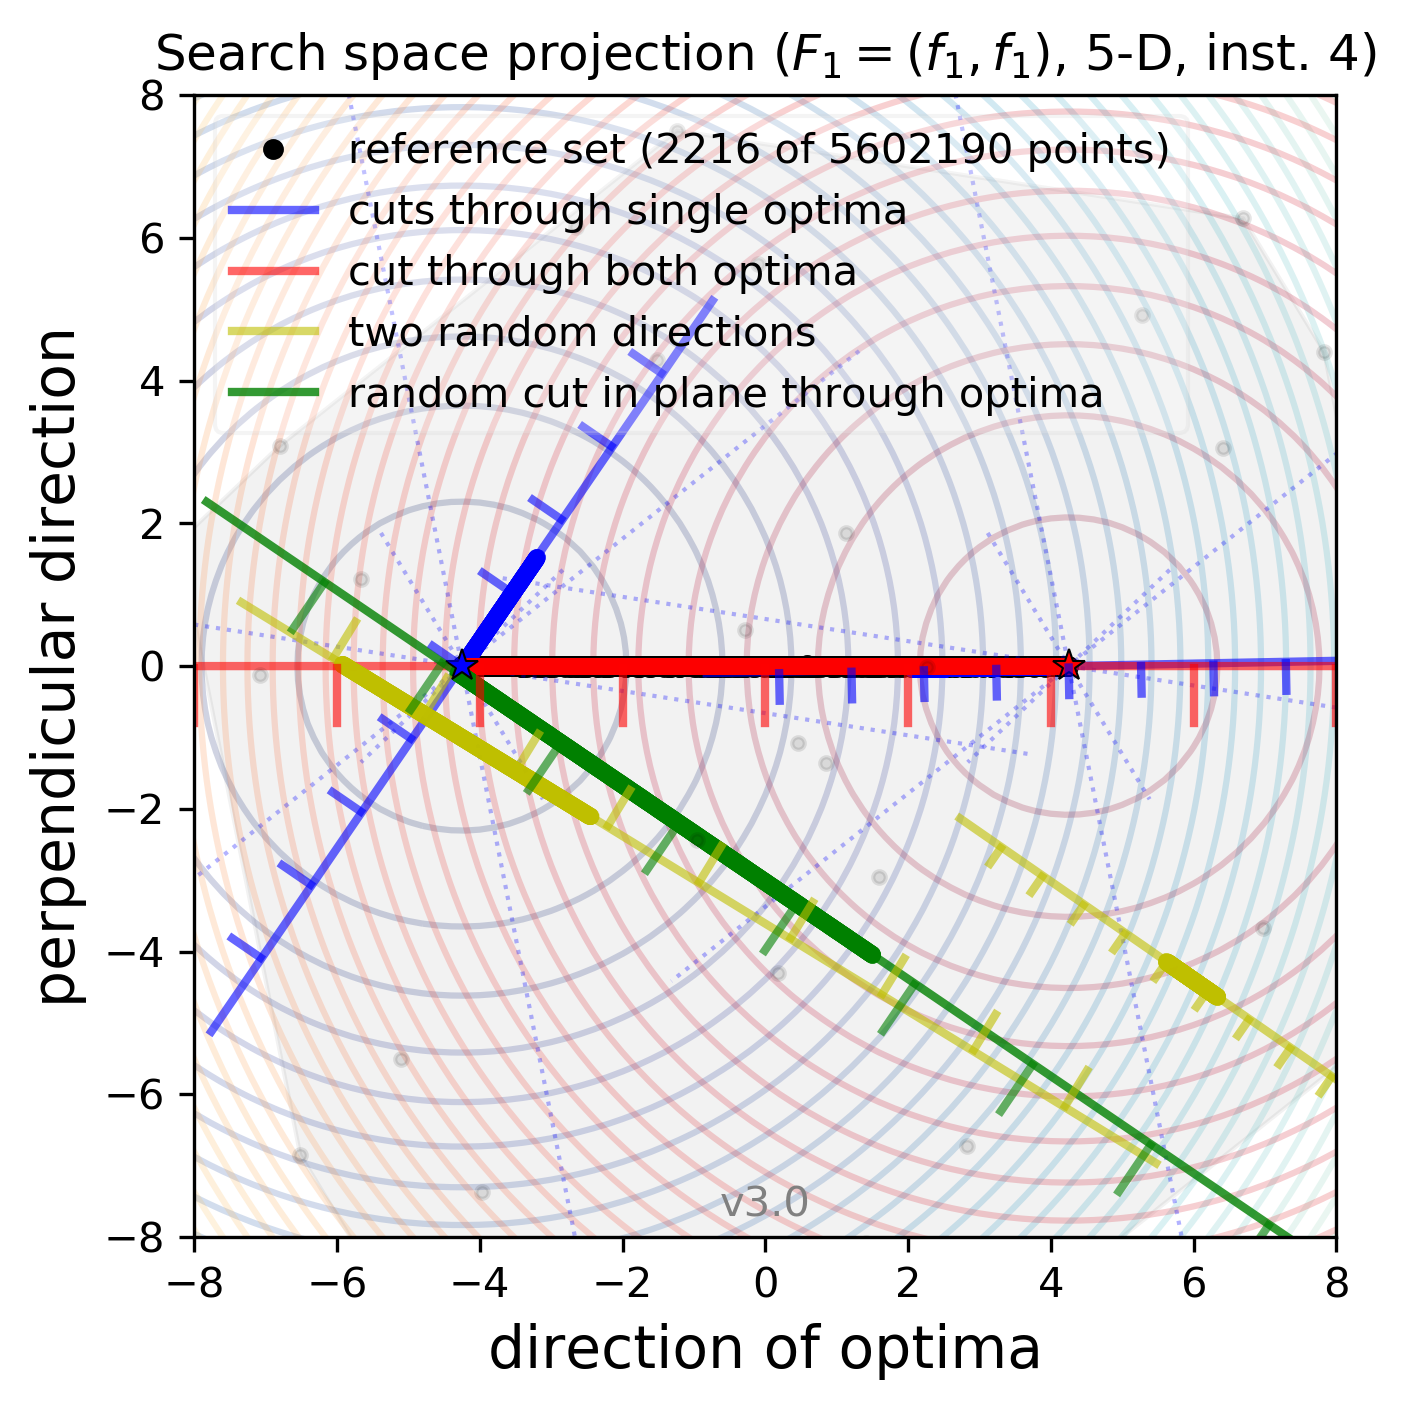 Search space projection (F₁ = (f₁, f₁), 5-D, inst. 4)
reference set (2216 of 5602190 points)
cuts through single optima
cut through both optima
two random directions
random cut in plane through optima
8
6
4
2
0
−2
−4
−6
−8
perpendicular direction
v3.0
−8 −6 −4 −2 0 2 4 6 8
direction of optima